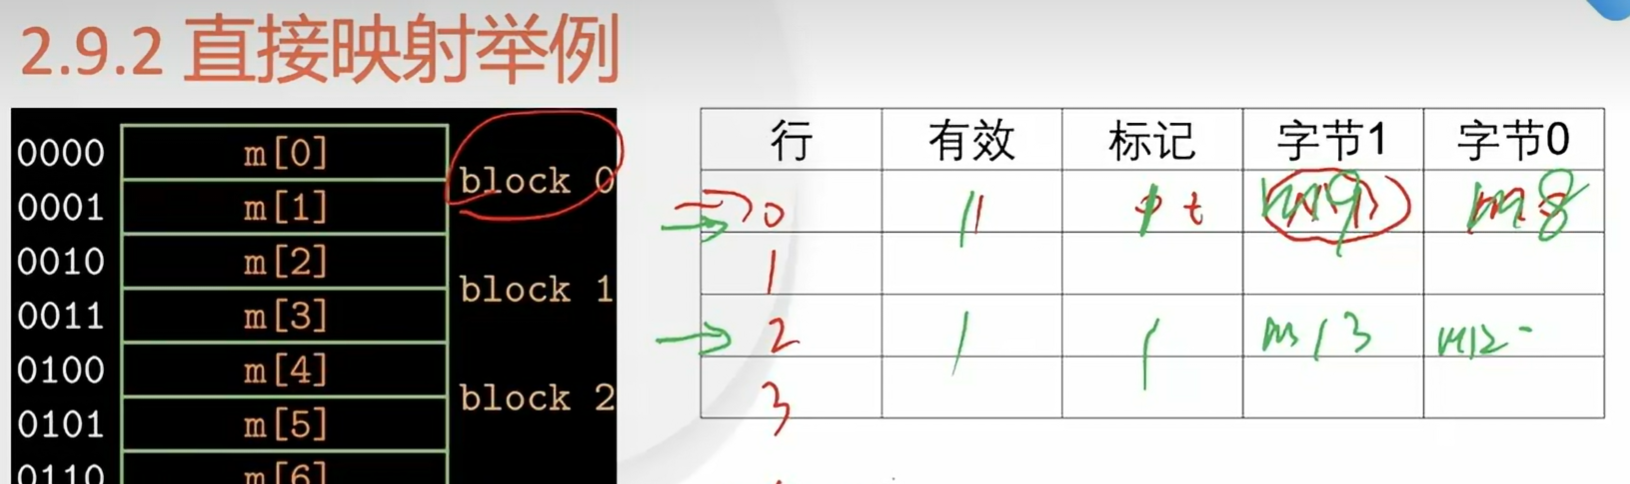 2.9.2 直接映射举例
0000 m[0]
block 0
0001 m[1]
0010 m[2]
block 1
0011 m[3]
0100 m[4]
block 2
0101 m[5]
0110 m[6]
行 有效 标记 字节1 字节0
0 1 t m9 m8
1
2 1 1 m13 m12
3